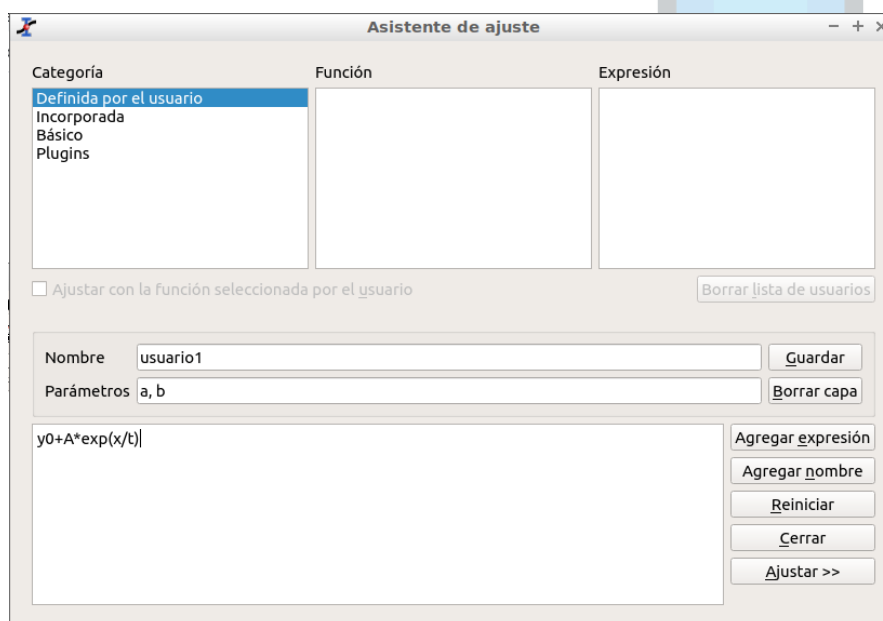 Asistente de ajuste
Categoría
Función
Expresión
Definida por el usuario
Incorporada
Básico
Plugins
Ajustar con la función seleccionada por el usuario
Borrar lista de usuarios
Nombre
usuario1
Guardar
Parámetros
a, b
Borrar capa
y0+A*exp(x/t)
Agregar expresión
Agregar nombre
Reiniciar
Cerrar
Ajustar >>